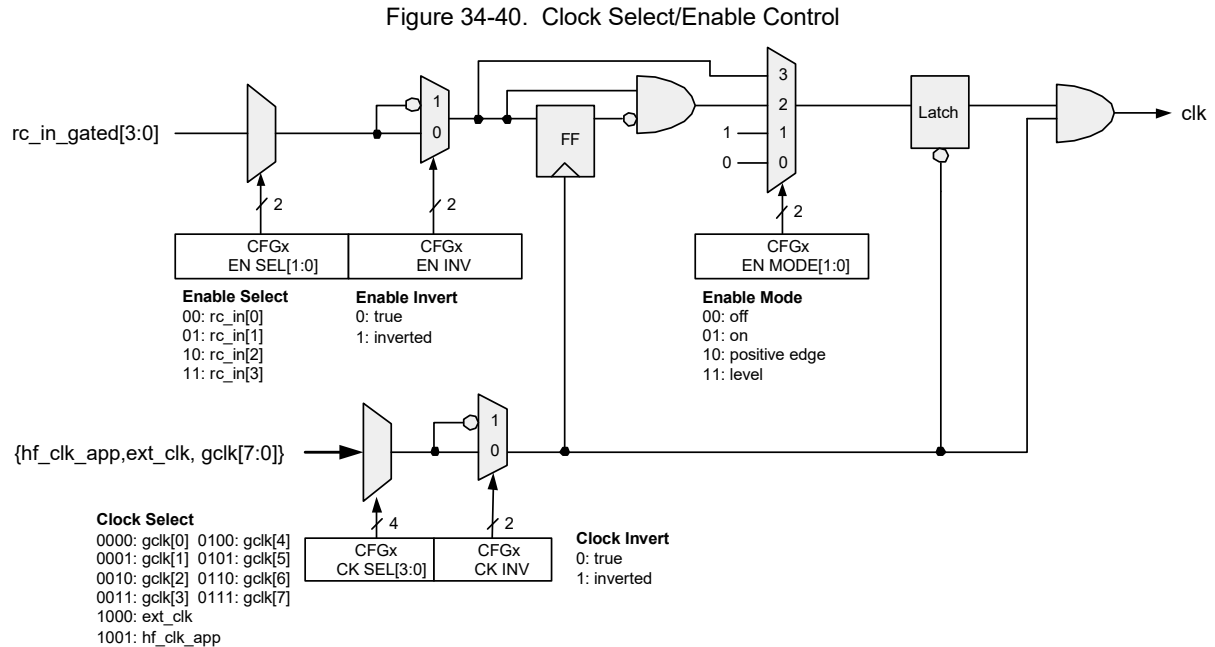 Figure 34-40.  Clock Select/Enable Control
3
1
2
rc_in_gated[3:0]
0
FF
1
1
0
0
Latch
clk
2
2
2
CFGx
EN SEL[1:0]
CFGx
EN INV
CFGx
EN MODE[1:0]
Enable Select
00: rc_in[0]
01: rc_in[1]
10: rc_in[2]
11: rc_in[3]
Enable Invert
0: true
1: inverted
Enable Mode
00: off
01: on
10: positive edge
11: level
1
0
{hf_clk_app,ext_clk, gclk[7:0]}
4
2
CFGx
CK SEL[3:0]
CFGx
CK INV
Clock Select
0000: gclk[0]  0100: gclk[4]
0001: gclk[1]  0101: gclk[5]
0010: gclk[2]  0110: gclk[6]
0011: gclk[3]  0111: gclk[7]
1000: ext_clk
1001: hf_clk_app
Clock Invert
0: true
1: inverted